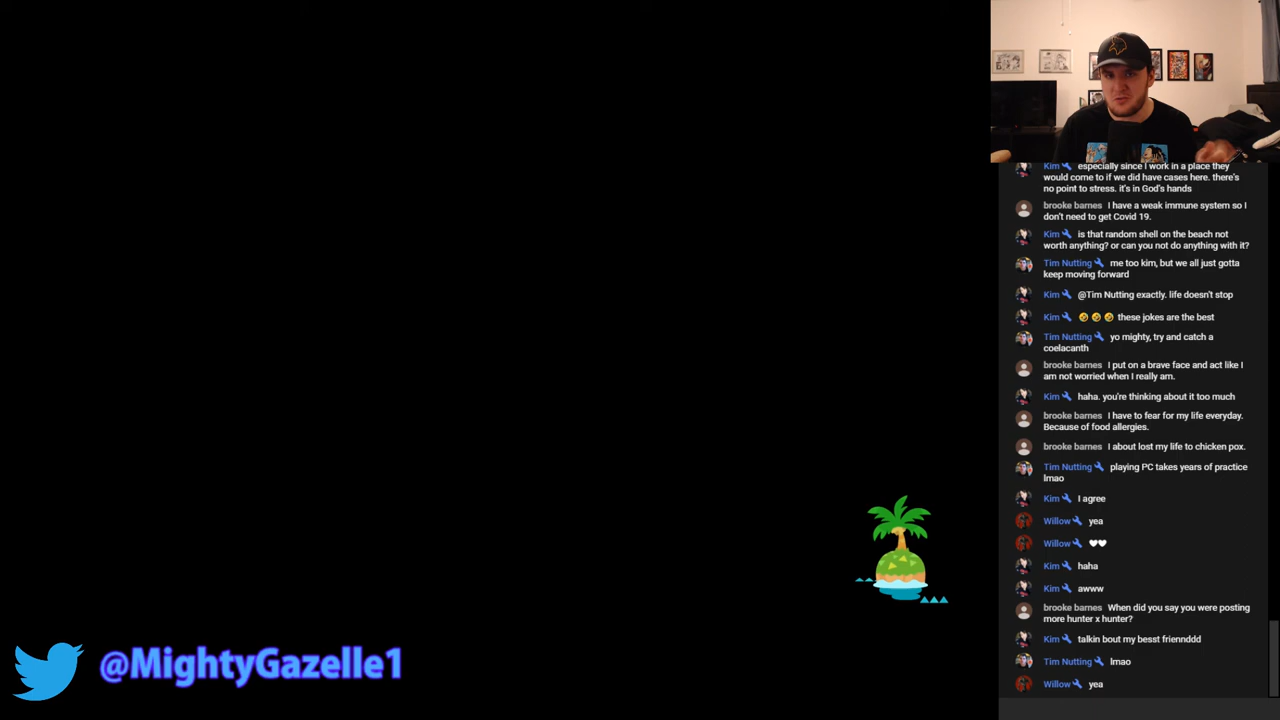 Kim especially since I work in a place they
would come to if we did have cases here. there's
no point to stress. it's in God's hands
brooke barnes I have a weak immune system so I
don't need to get Covid 19.
Kim is that random shell on the beach not
worth anything? or can you not do anything with it?
Tim Nutting me too kim, but we all just gotta
keep moving forward
Kim @Tim Nutting exactly. life doesn't stop
Kim 🤣 🤣 🤣 these jokes are the best
Tim Nutting yo mighty, try and catch a
coelacanth
brooke barnes I put on a brave face and act like I
am not worried when I really am.
Kim haha. you're thinking about it too much
brooke barnes I have to fear for my life everyday.
Because of food allergies.
brooke barnes I about lost my life to chicken pox.
Tim Nutting playing PC takes years of practice
lmao
Kim I agree
Willow yea
Willow 🤍🤍
Kim haha
Kim awww
brooke barnes When did you say you were posting
more hunter x hunter?
Kim talkin bout my besst friennddd
Tim Nutting lmao
Willow yea
@MightyGazelle1